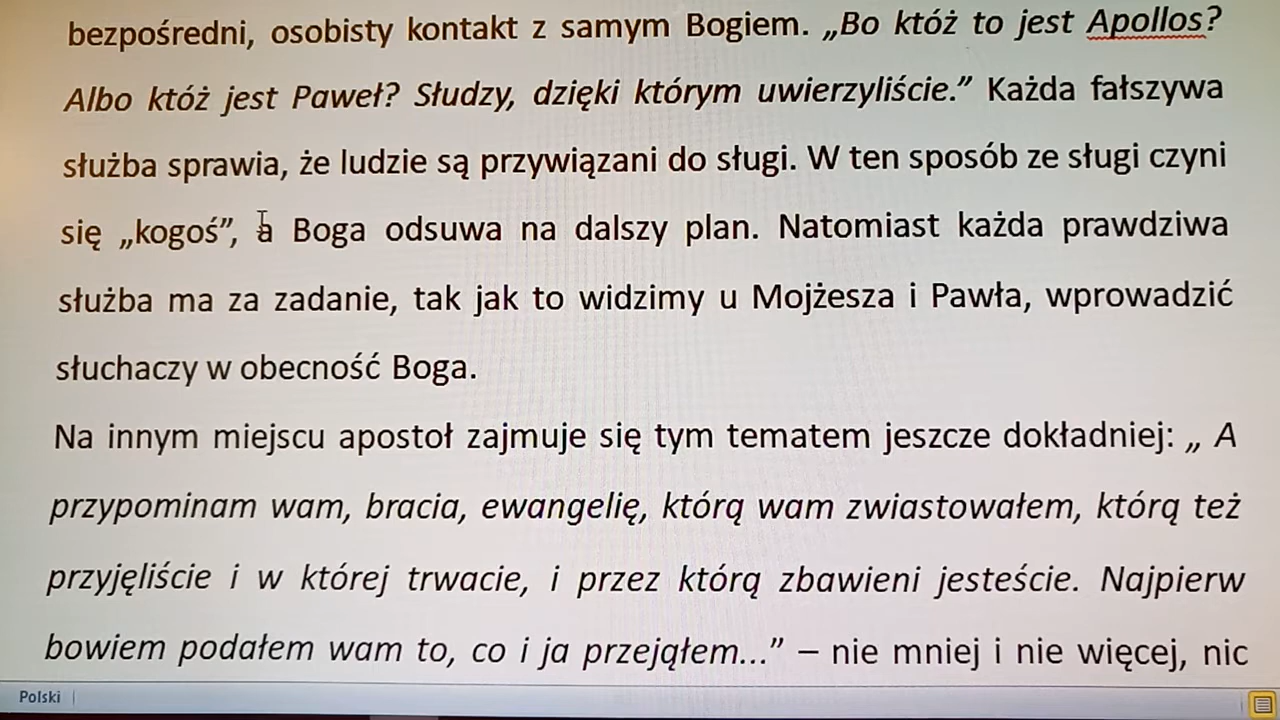 bezpośredni, osobisty kontakt z samym Bogiem. „Bo któż to jest Apollos?
Albo któż jest Paweł? Słudzy, dzięki którym uwierzyliście.” Każda fałszywa
służba sprawia, że ludzie są przywiązani do sługi. W ten sposób ze sługi czyni
się „kogoś”, a Boga odsuwa na dalszy plan. Natomiast każda prawdziwa
służba ma za zadanie, tak jak to widzimy u Mojżesza i Pawła, wprowadzić
słuchaczy w obecność Boga.
Na innym miejscu apostoł zajmuje się tym tematem jeszcze dokładniej: „ A
przypominam wam, bracia, ewangelię, którą wam zwiastowałem, którą też
przyjęliście i w której trwacie, i przez którą zbawieni jesteście. Najpierw
bowiem podałem wam to, co i ja przejąłem...” – nie mniej i nie więcej, nic
Polski